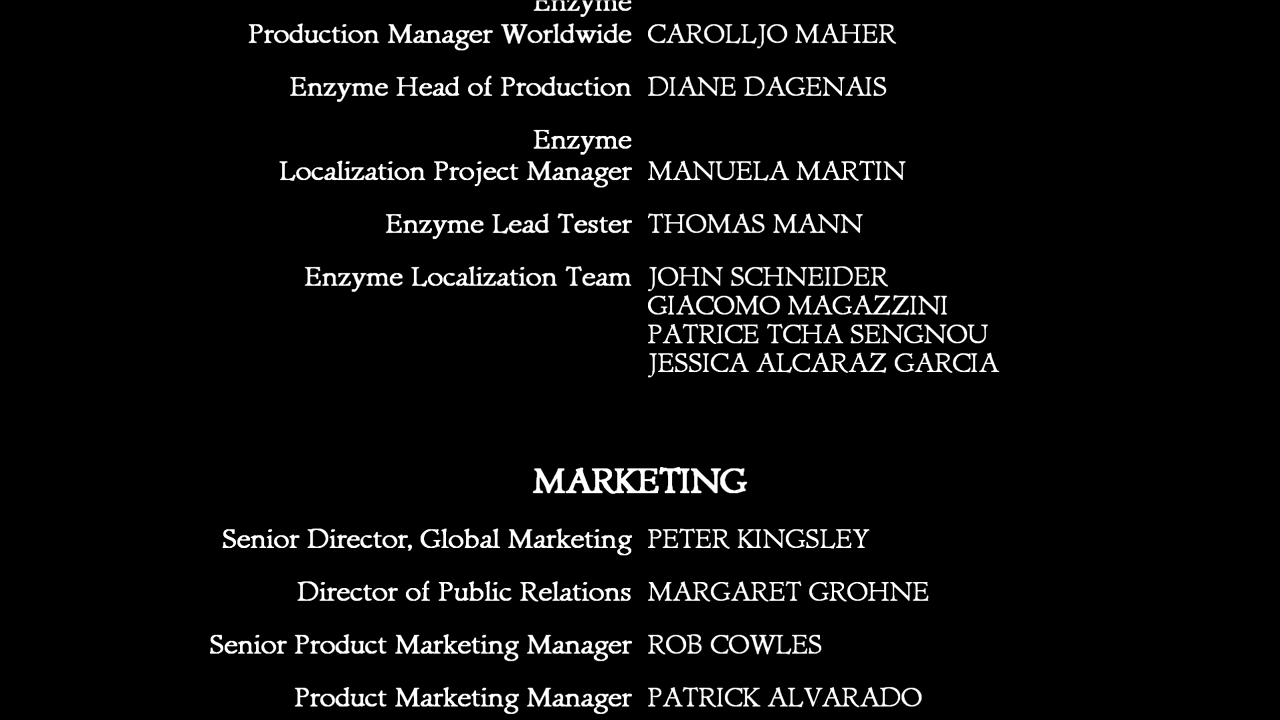 Enzyme
Production Manager Worldwide CAROLLJO MAHER
Enzyme Head of Production DIANE DAGENAIS
Enzyme
Localization Project Manager MANUELA MARTIN
Enzyme Lead Tester THOMAS MANN
Enzyme Localization Team JOHN SCHNEIDER
GIACOMO MAGAZZINI
PATRICE TCHA SENGNOU
JESSICA ALCARAZ GARCIA
MARKETING
Senior Director, Global Marketing PETER KINGSLEY
Director of Public Relations MARGARET GROHNE
Senior Product Marketing Manager ROB COWLES
Product Marketing Manager PATRICK ALVARADO